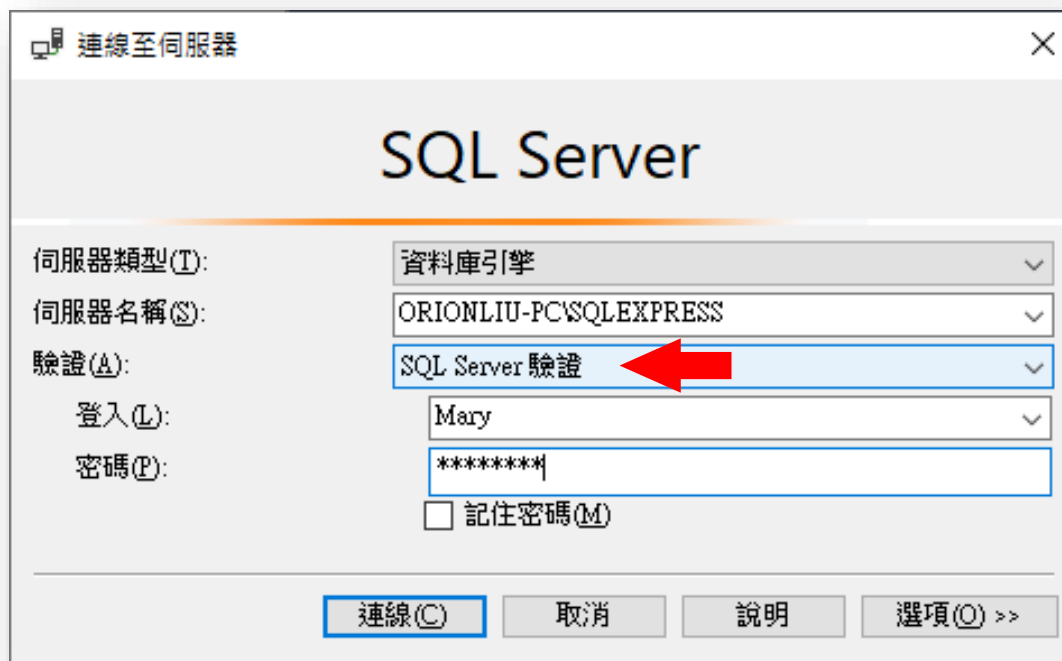 連線至伺服器
SQL Server
伺服器類型(T):
資料庫引擎
伺服器名稱(S):
ORIONLIU-PC\SQLEXPRESS
驗證(A):
SQL Server 驗證
登入(L):
Mary
密碼(P):
********
記住密碼(M)
連線(C) 取消 說明 選項(O) >>